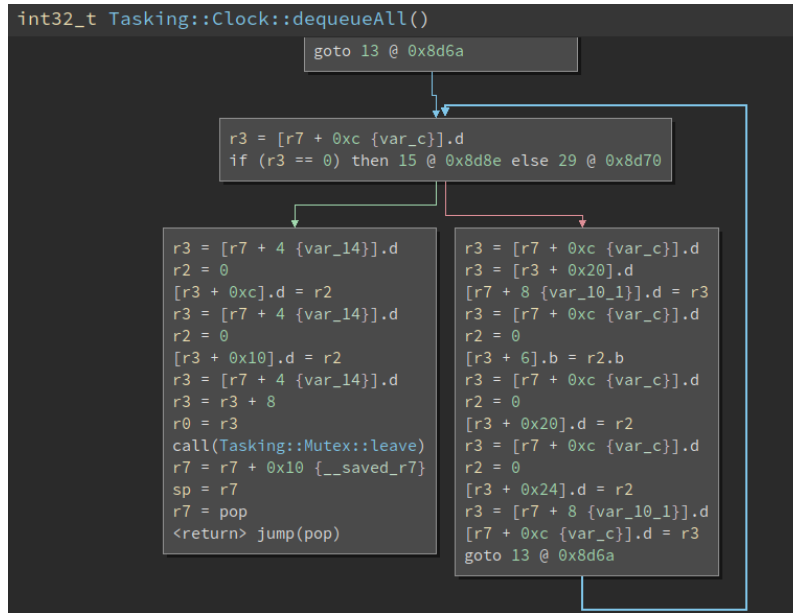 int32_t Tasking::Clock::dequeueAll()
goto 13 @ 0x8d6a
r3 = [r7 + 0xc {var_c}].d
if (r3 == 0) then 15 @ 0x8d8e else 29 @ 0x8d70
r3 = [r7 + 4 {var_14}].d
r2 = 0
[r3 + 0xc].d = r2
r3 = [r7 + 4 {var_14}].d
r2 = 0
[r3 + 0x10].d = r2
r3 = [r7 + 4 {var_14}].d
r3 = r3 + 8
r0 = r3
call(Tasking::Mutex::leave)
r7 = r7 + 0x10 {__saved_r7}
sp = r7
r7 = pop
<return> jump(pop)
r3 = [r7 + 0xc {var_c}].d
r3 = [r3 + 0x20].d
[r7 + 8 {var_10_1}].d = r3
r3 = [r7 + 0xc {var_c}].d
r2 = 0
[r3 + 6].b = r2.b
r3 = [r7 + 0xc {var_c}].d
r2 = 0
[r3 + 0x20].d = r2
r3 = [r7 + 0xc {var_c}].d
r2 = 0
[r3 + 0x24].d = r2
r3 = [r7 + 8 {var_10_1}].d
[r7 + 0xc {var_c}].d = r3
goto 13 @ 0x8d6a